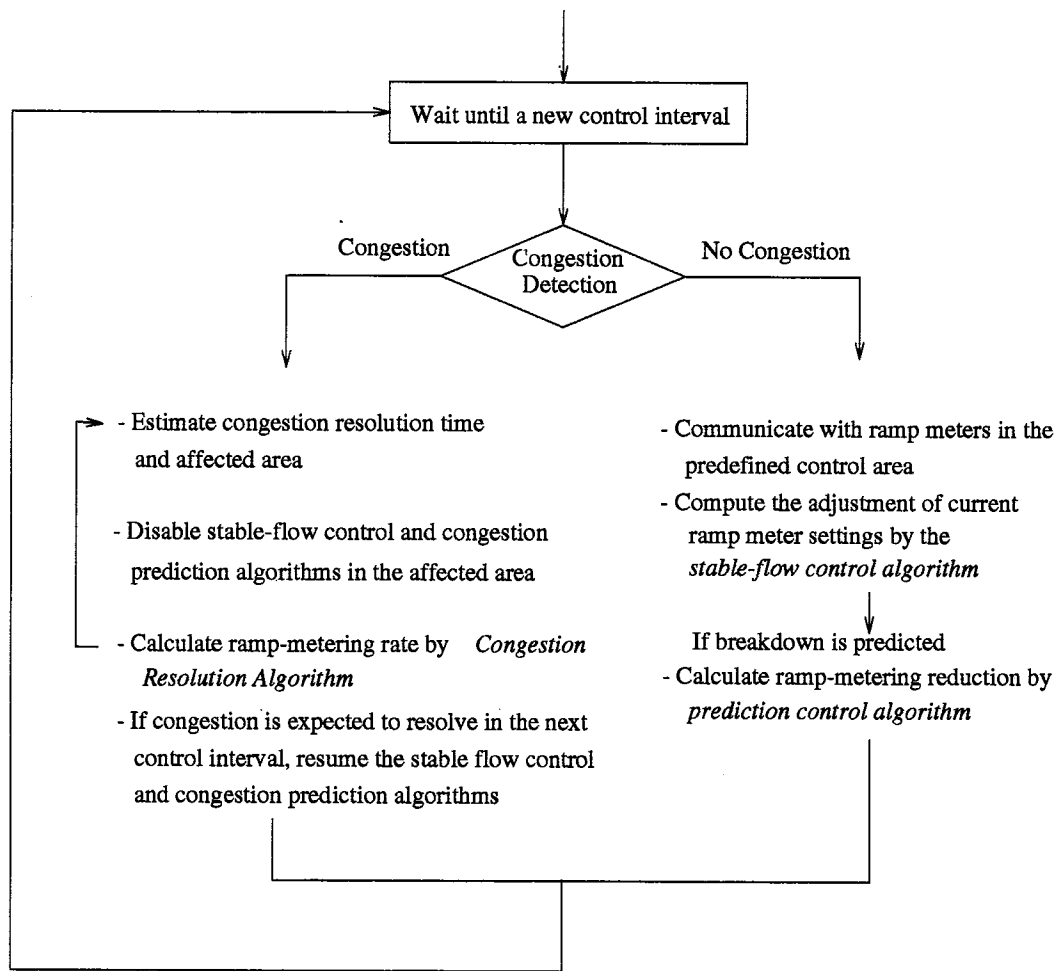 Wait until a new control interval
Congestion
Congestion
Detection
No Congestion
- Estimate congestion resolution time
and affected area
- Disable stable-flow control and congestion
prediction algorithms in the affected area
- Calculate ramp-metering rate by Congestion
Resolution Algorithm
- If congestion is expected to resolve in the next
control interval, resume the stable flow control
and congestion prediction algorithms
- Communicate with ramp meters in the
predefined control area
- Compute the adjustment of current
ramp meter settings by the
stable-flow control algorithm
If breakdown is predicted
- Calculate ramp-metering reduction by
prediction control algorithm